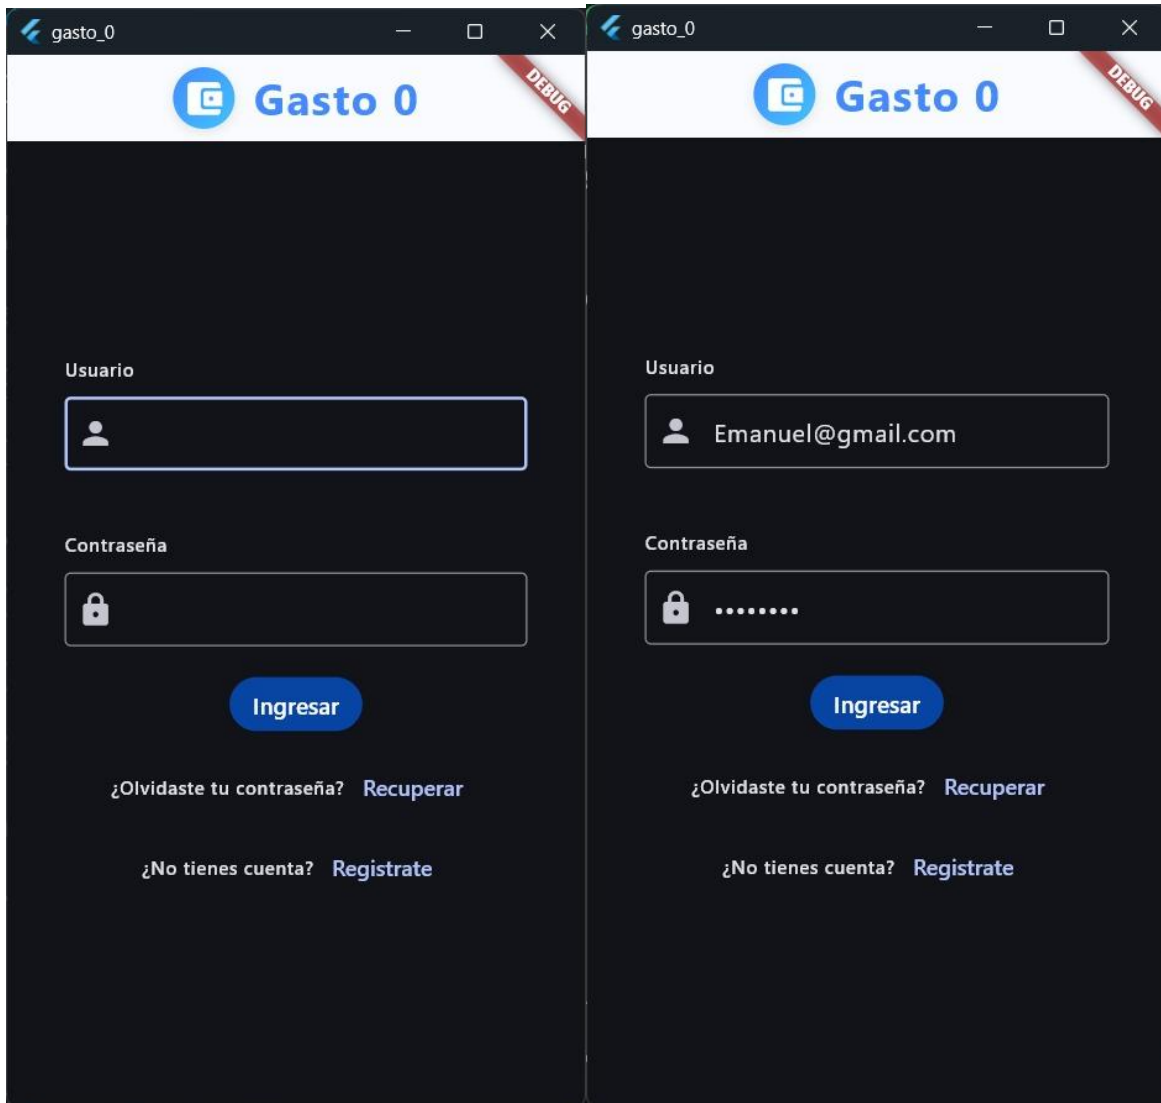 gasto_0
Gasto 0
DEBUG
Usuario
Contraseña
Ingresar
¿Olvidaste tu contraseña? Recuperar
¿No tienes cuenta? Registrate
gasto_0
Gasto 0
DEBUG
Usuario
Emanuel@gmail.com
Contraseña
••••••••
Ingresar
¿Olvidaste tu contraseña? Recuperar
¿No tienes cuenta? Registrate